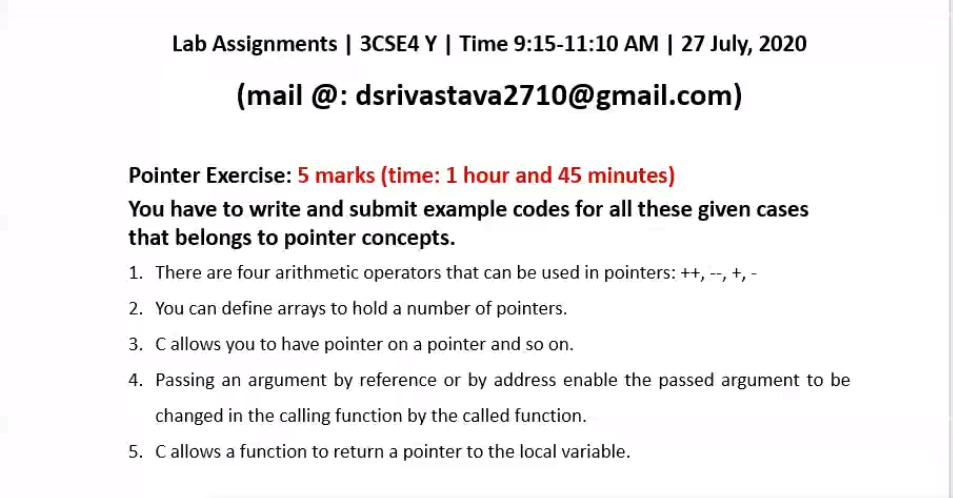 Lab Assignments | 3CSE4 Y | Time 9:15-11:10 AM | 27 July, 2020
(mail @: dsrivastava2710@gmail.com)
Pointer Exercise: 5 marks (time: 1 hour and 45 minutes)
You have to write and submit example codes for all these given cases
that belongs to pointer concepts.
1. There are four arithmetic operators that can be used in pointers: ++, --, +, -
2. You can define arrays to hold a number of pointers.
3. C allows you to have pointer on a pointer and so on.
4. Passing an argument by reference or by address enable the passed argument to be
changed in the calling function by the called function.
5. C allows a function to return a pointer to the local variable.